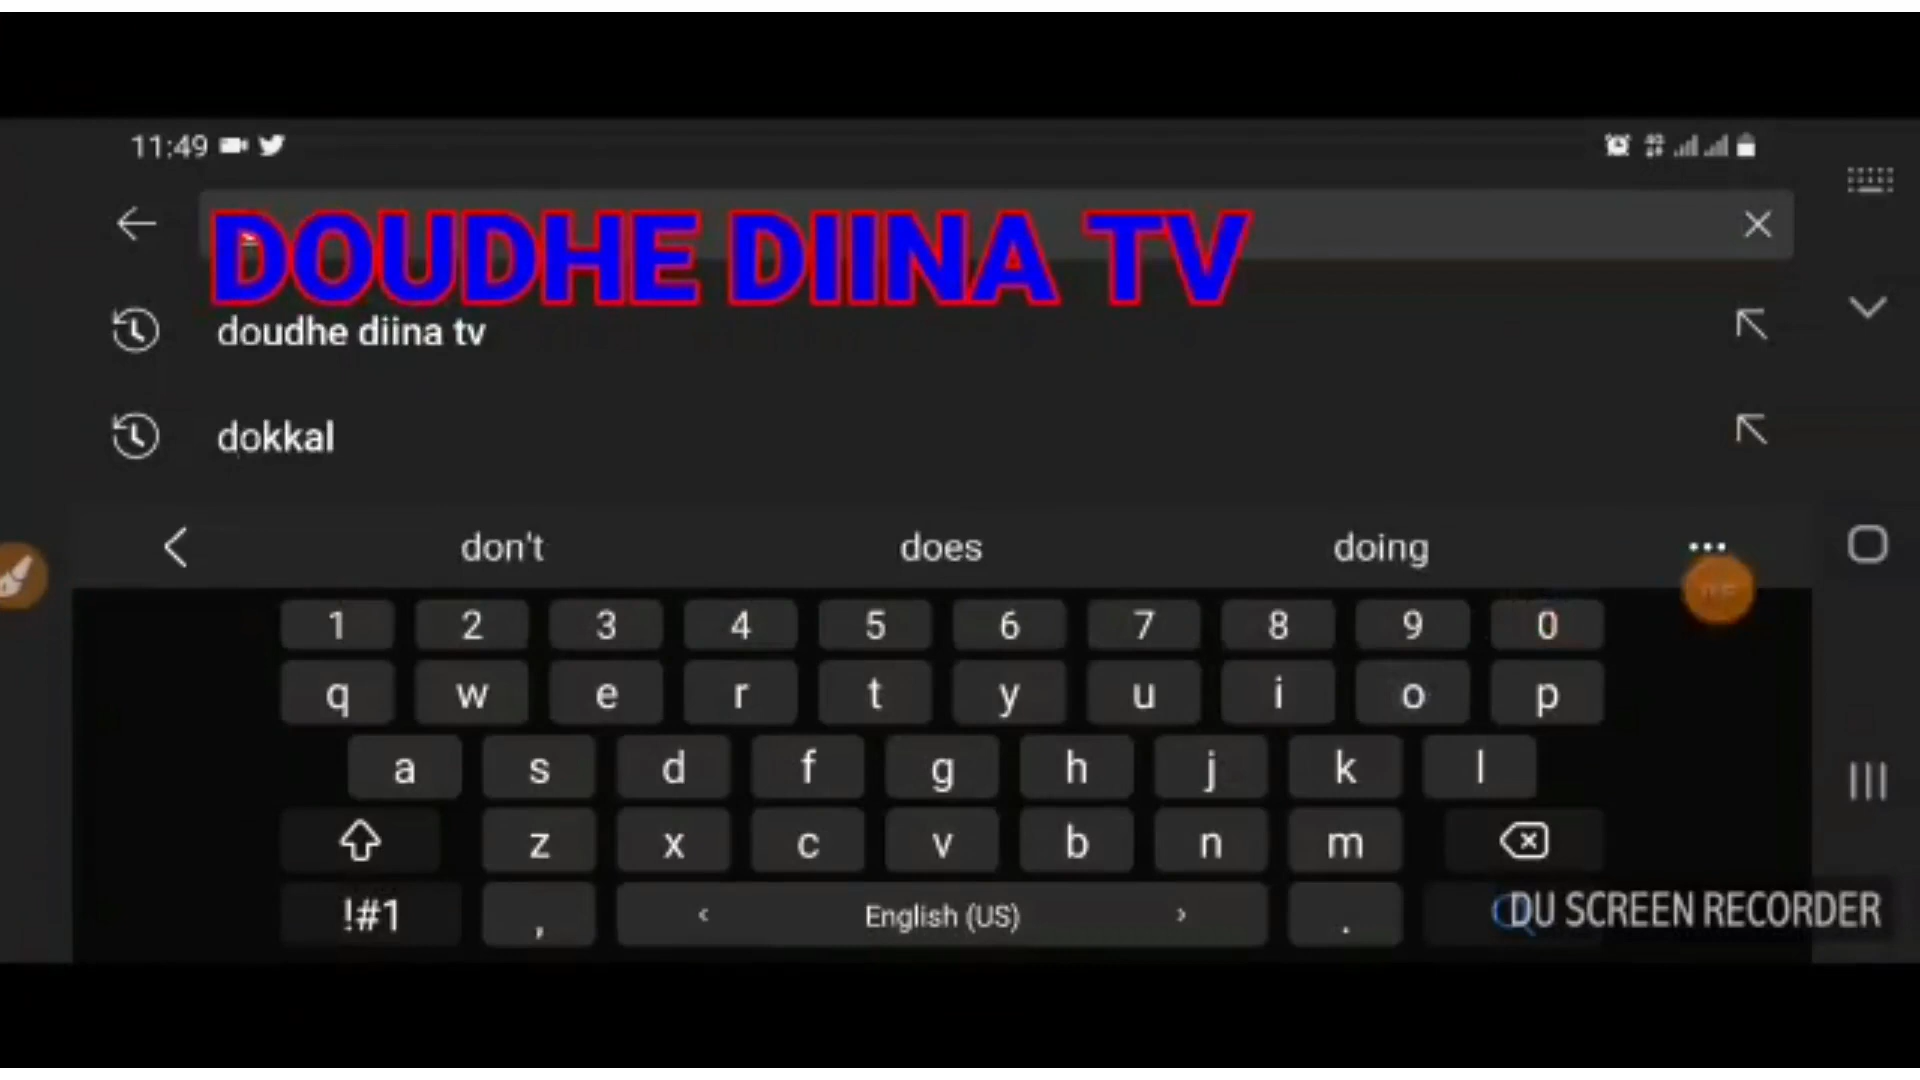 11:49
DOUDHE DIINA TV
doudhe diina tv
dokkal
don't does doing
1 2 3 4 5 6 7 8 9 0
q w e r t y u i o p
a s d f g h j k l
z x c v b n m
!#1 , < English (US) > .
DU SCREEN RECORDER